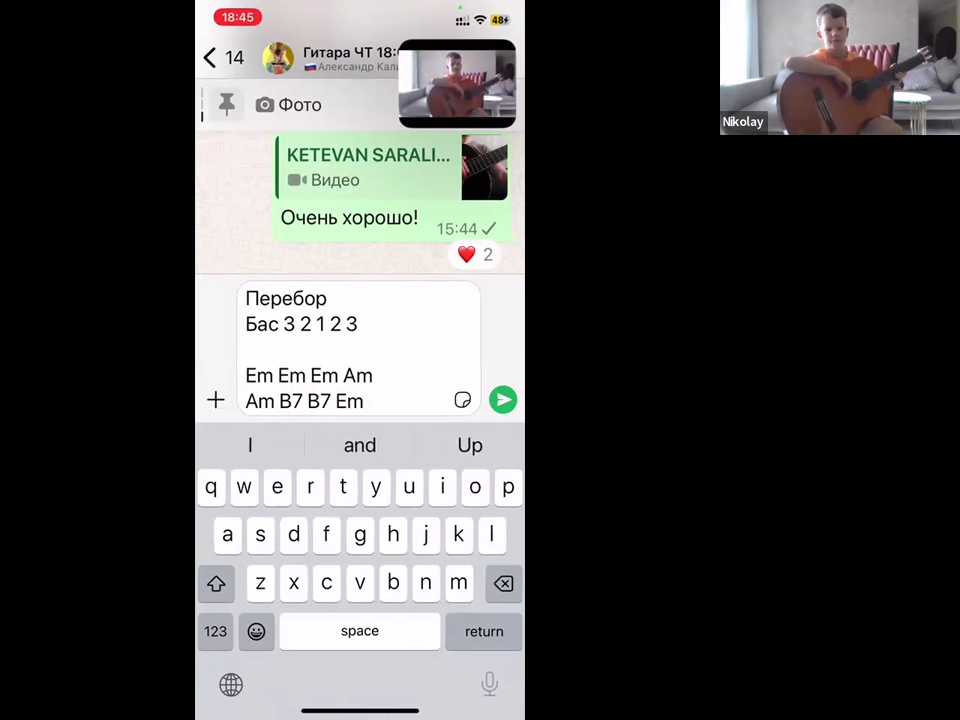 18:45
48
14
Гитара ЧТ 18:
Александр Кали
Фото
KETEVAN SARALI...
Видео
Очень хорошо!
15:44
2
Перебор
Бас 3 2 1 2 3
Em Em Em Am
Am B7 B7 Em
I and Up
q w e r t y u i o p
a s d f g h j k l
z x c v b n m
123 space return
Nikolay